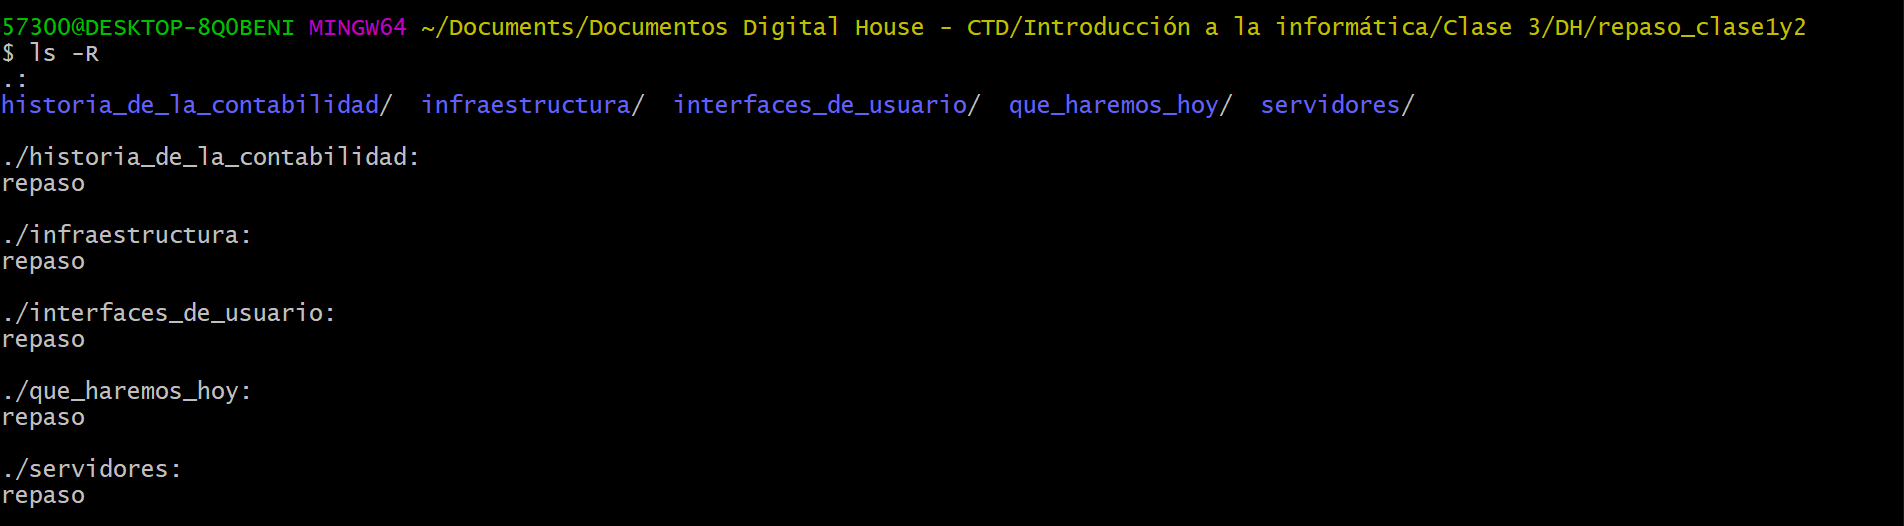 57300@DESKTOP-8Q0BENI MINGW64 ~/Documents/Documentos Digital House - CTD/Introducción a la informática/Clase 3/DH/repaso_clase1y2
$ ls -R
.:
historia_de_la_contabilidad/  infraestructura/  interfaces_de_usuario/  que_haremos_hoy/  servidores/

./historia_de_la_contabilidad:
repaso

./infraestructura:
repaso

./interfaces_de_usuario:
repaso

./que_haremos_hoy:
repaso

./servidores:
repaso